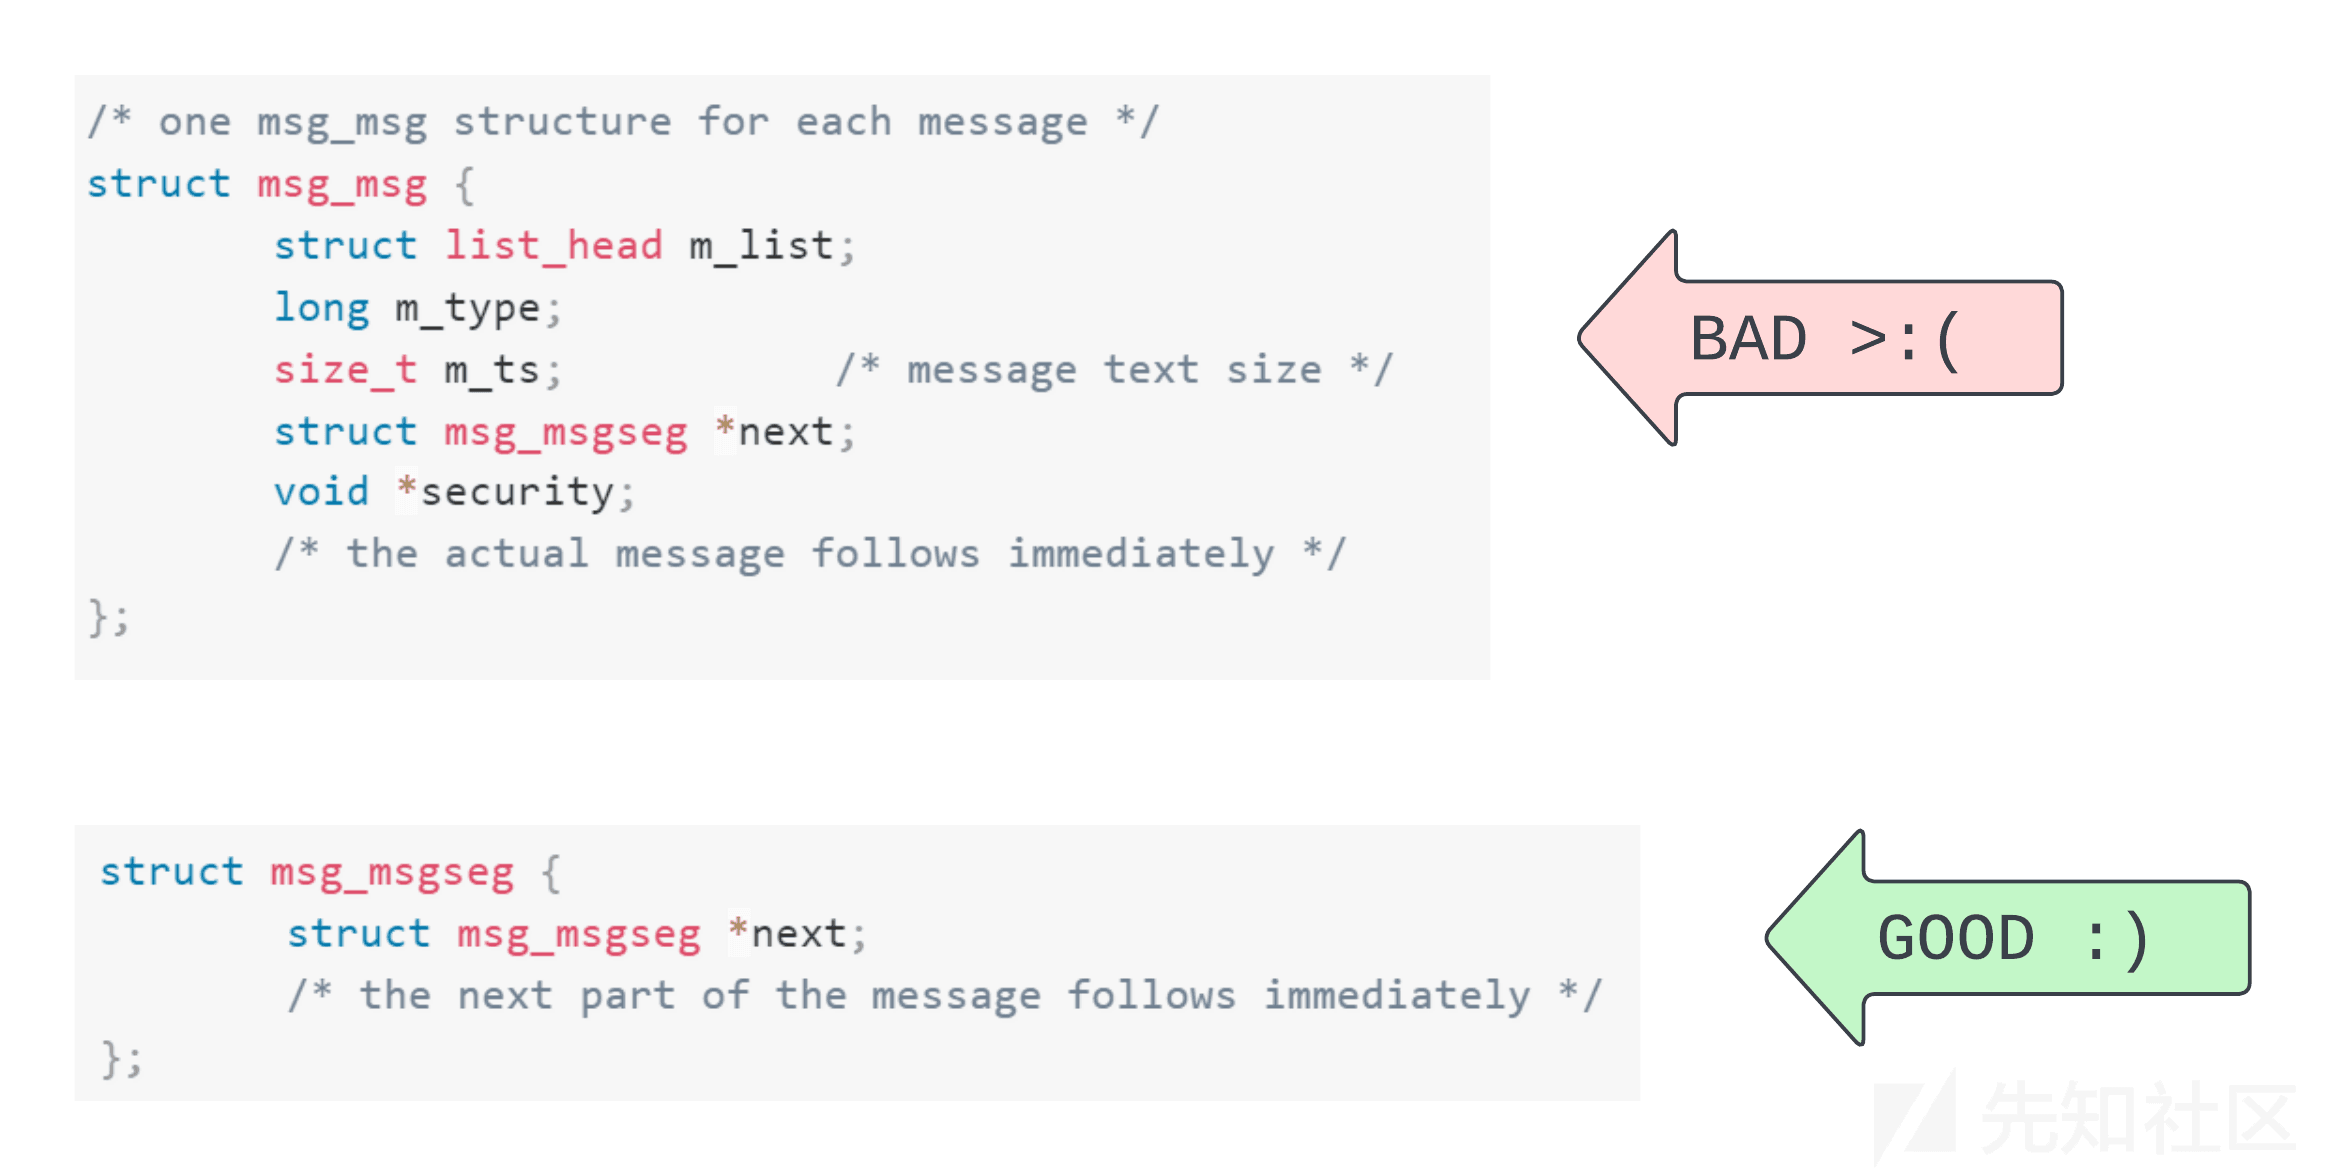 /* one msg_msg structure for each message */
struct msg_msg {
struct list_head m_list;
long m_type;
size_t m_ts; /* message text size */
struct msg_msgseg *next;
void *security;
/* the actual message follows immediately */
};
BAD >:(
struct msg_msgseg {
struct msg_msgseg *next;
/* the next part of the message follows immediately */
};
GOOD :)
先知社区